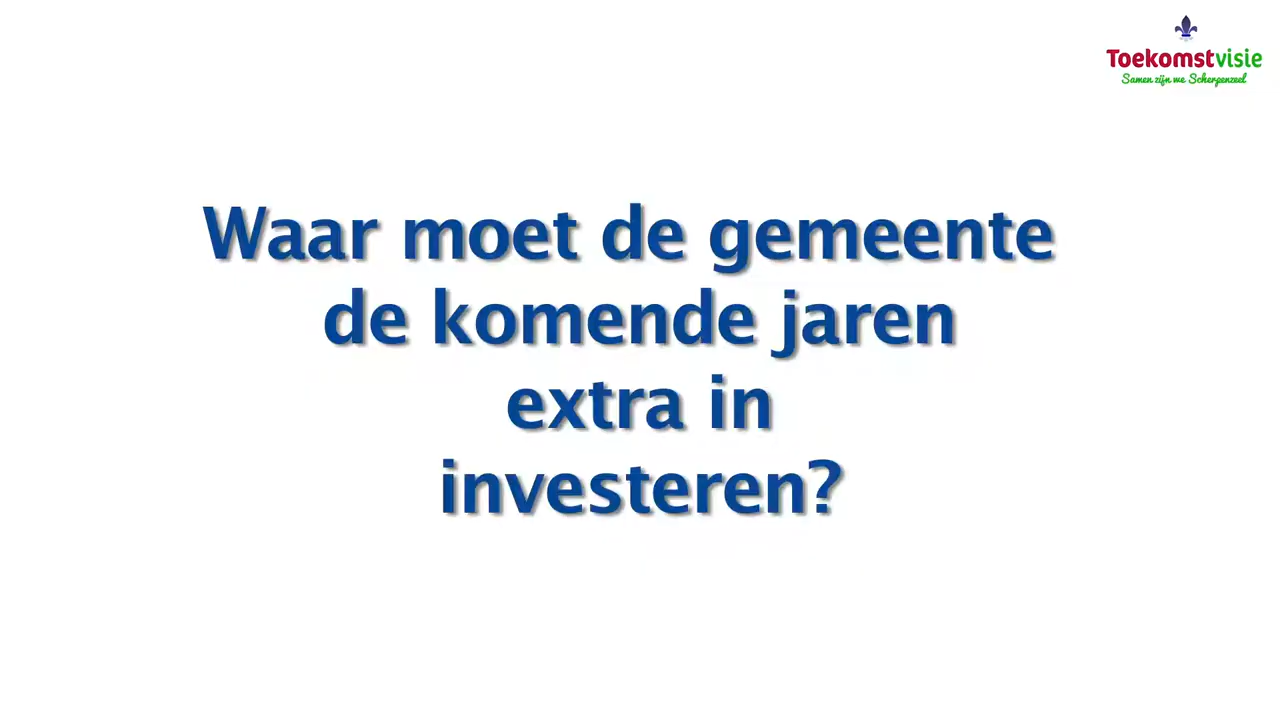 Toekomstvisie
Samen zijn we Scherpenzeel
Waar moet de gemeente
de komende jaren
extra in
investeren?